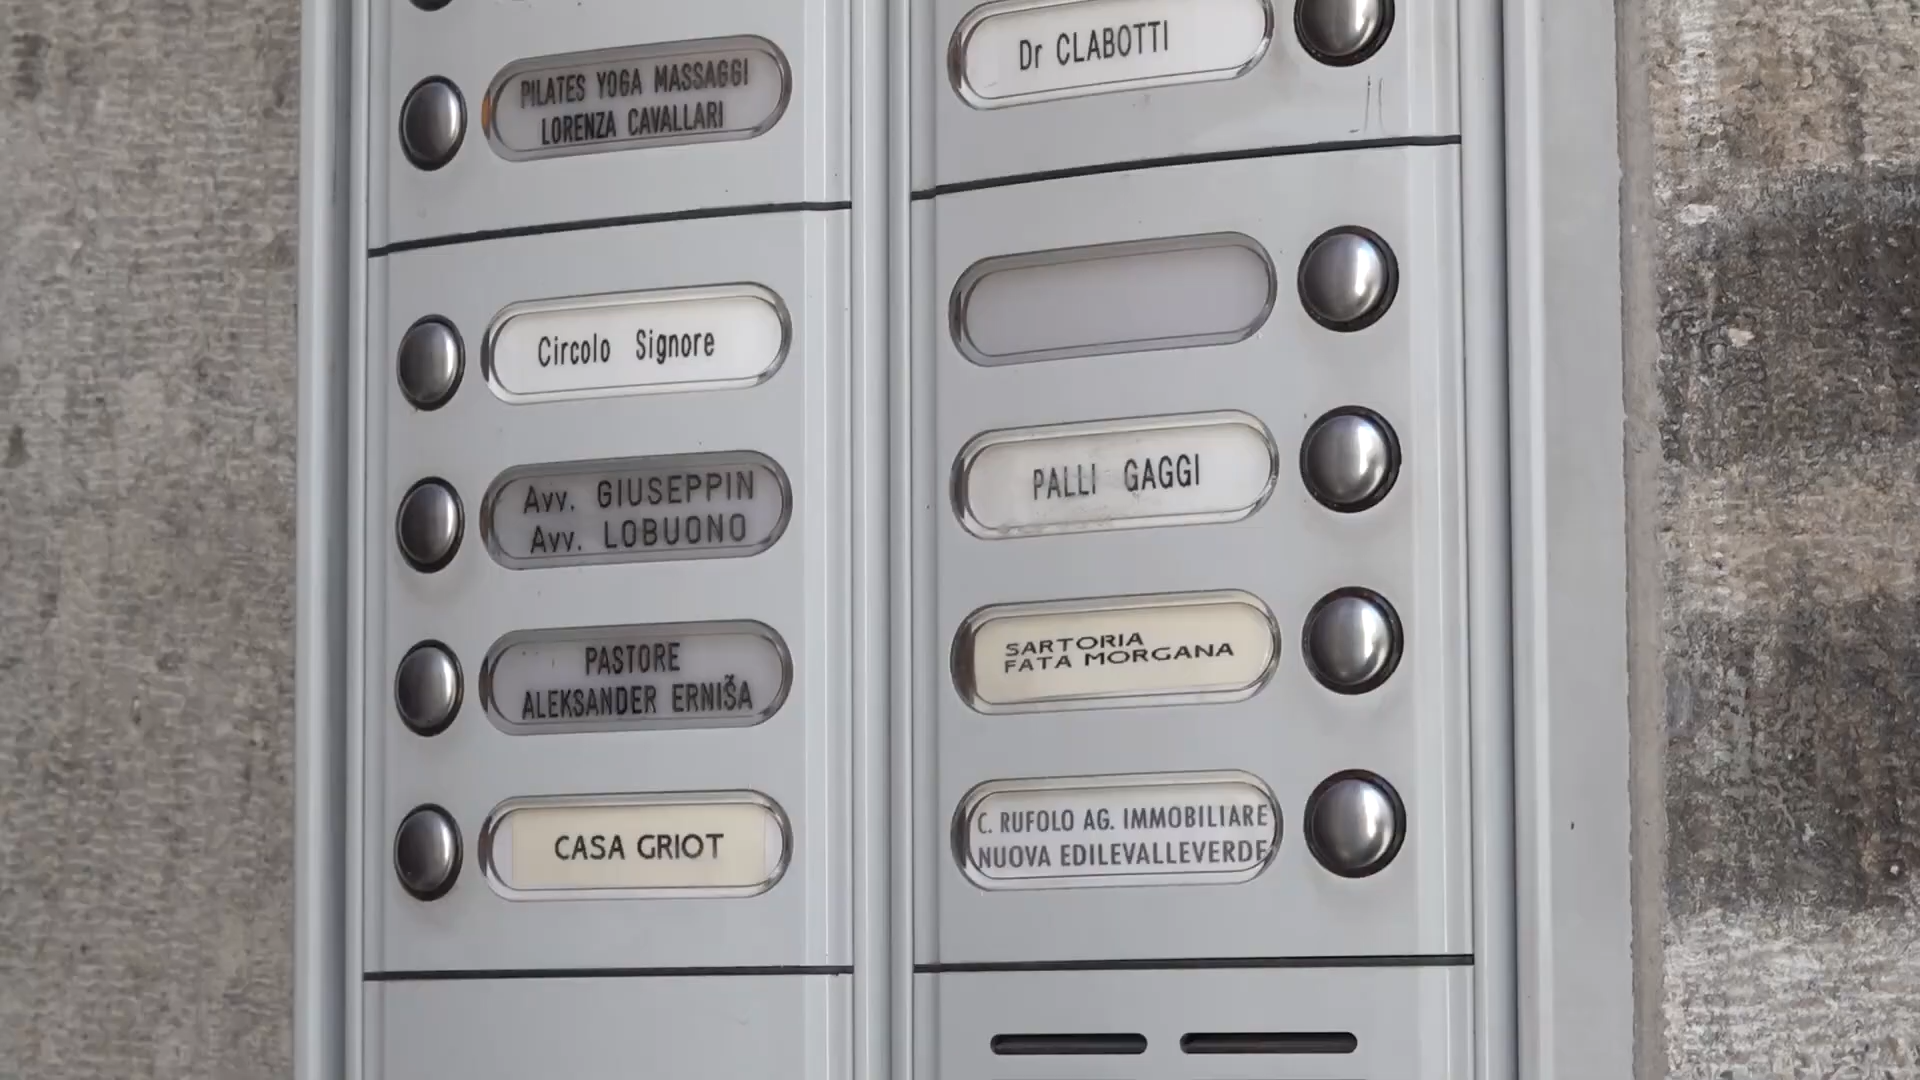 PILATES YOGA MASSAGGI
LORENZA CAVALLARI
Circolo Signore
Avv. GIUSEPPIN
Avv. LOBUONO
PASTORE
ALEKSANDER ERNIŠA
CASA GRIOT
Dr CLABOTTI
PALLI GAGGI
SARTORIA
FATA MORGANA
C. RUFOLO AG. IMMOBILIARE
NUOVA EDILEVALLEVERDE